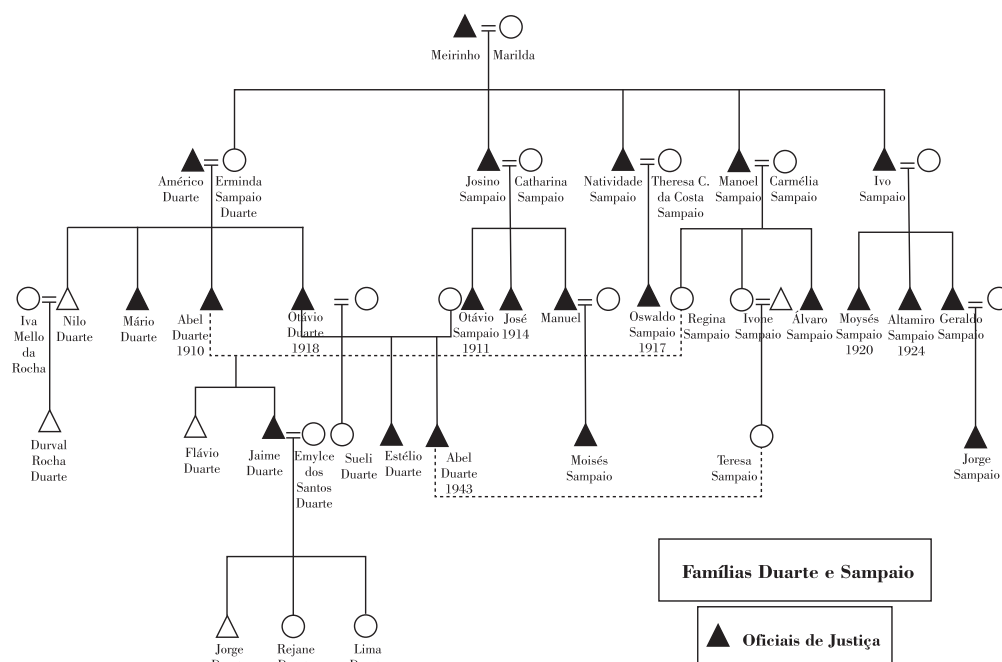 Meirinho
Marilda
Américo
Duarte
Erminda
Sampaio
Duarte
Josino
Sampaio
Catharina
Sampaio
Natividade
Sampaio
Theresa C.
da Costa
Sampaio
Manoel
Sampaio
Carmélia
Sampaio
Ivo
Sampaio
Iva
Mello
da
Rocha
Nilo
Duarte
Mário
Duarte
Abel
Duarte
1910
Otávio
Duarte
1918
Otávio
Sampaio
1911
José
1914
Manuel
Oswaldo
Sampaio
1917
Regina
Sampaio
Ivone
Sampaio
Álvaro
Sampaio
Moysés
Sampaio
1920
Altamiro
Sampaio
1924
Geraldo
Sampaio
Durval
Rocha
Duarte
Flávio
Duarte
Jaime
Duarte
Emylce
dos
Santos
Duarte
Sueli
Duarte
Estélio
Duarte
Abel
Duarte
1943
Moisés
Sampaio
Teresa
Sampaio
Jorge
Sampaio
Jorge
Rejane
Lima
Famílias Duarte e Sampaio
Oficiais de Justiça